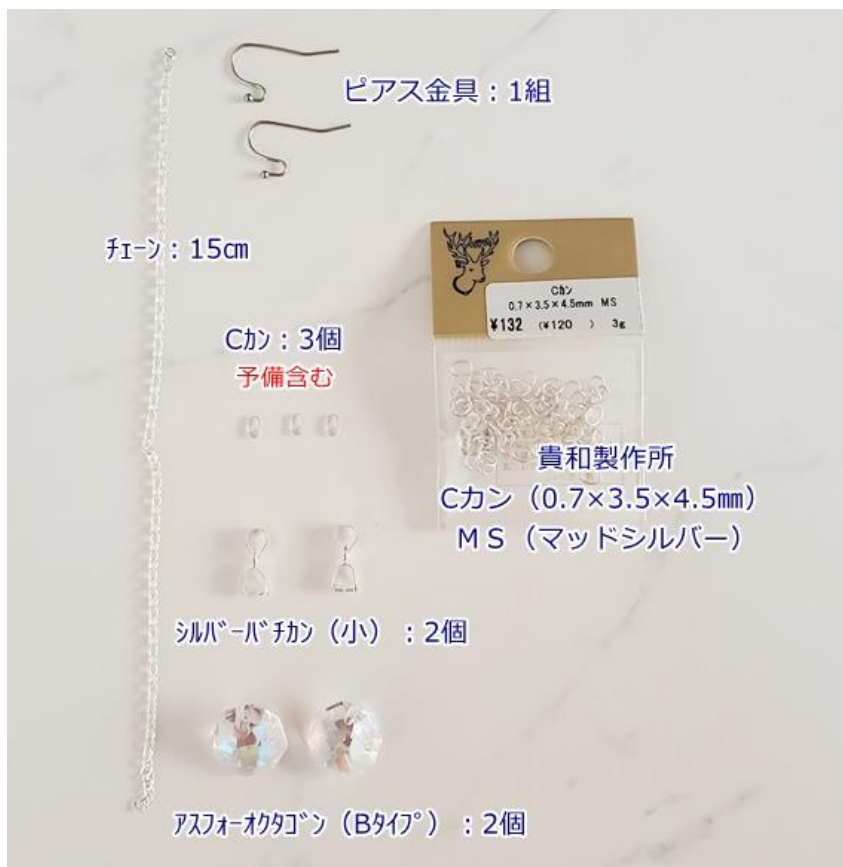 ピアス金具：1組
ﾁｪｰﾝ：15㎝
Cｶﾝ
0.7×3.5×4.5mm MS
¥132 (¥120 ) 3g
Cｶﾝ：3個
予備含む
貴和製作所
Cカン（0.7×3.5×4.5㎜）
ＭＳ（マッドシルバー）
ｼﾙﾊﾞｰﾊﾞﾁｶﾝ（小）：2個
ｱｽﾌｫｰｵｸﾀｺﾞﾝ（Bﾀｲﾌﾟ）：2個